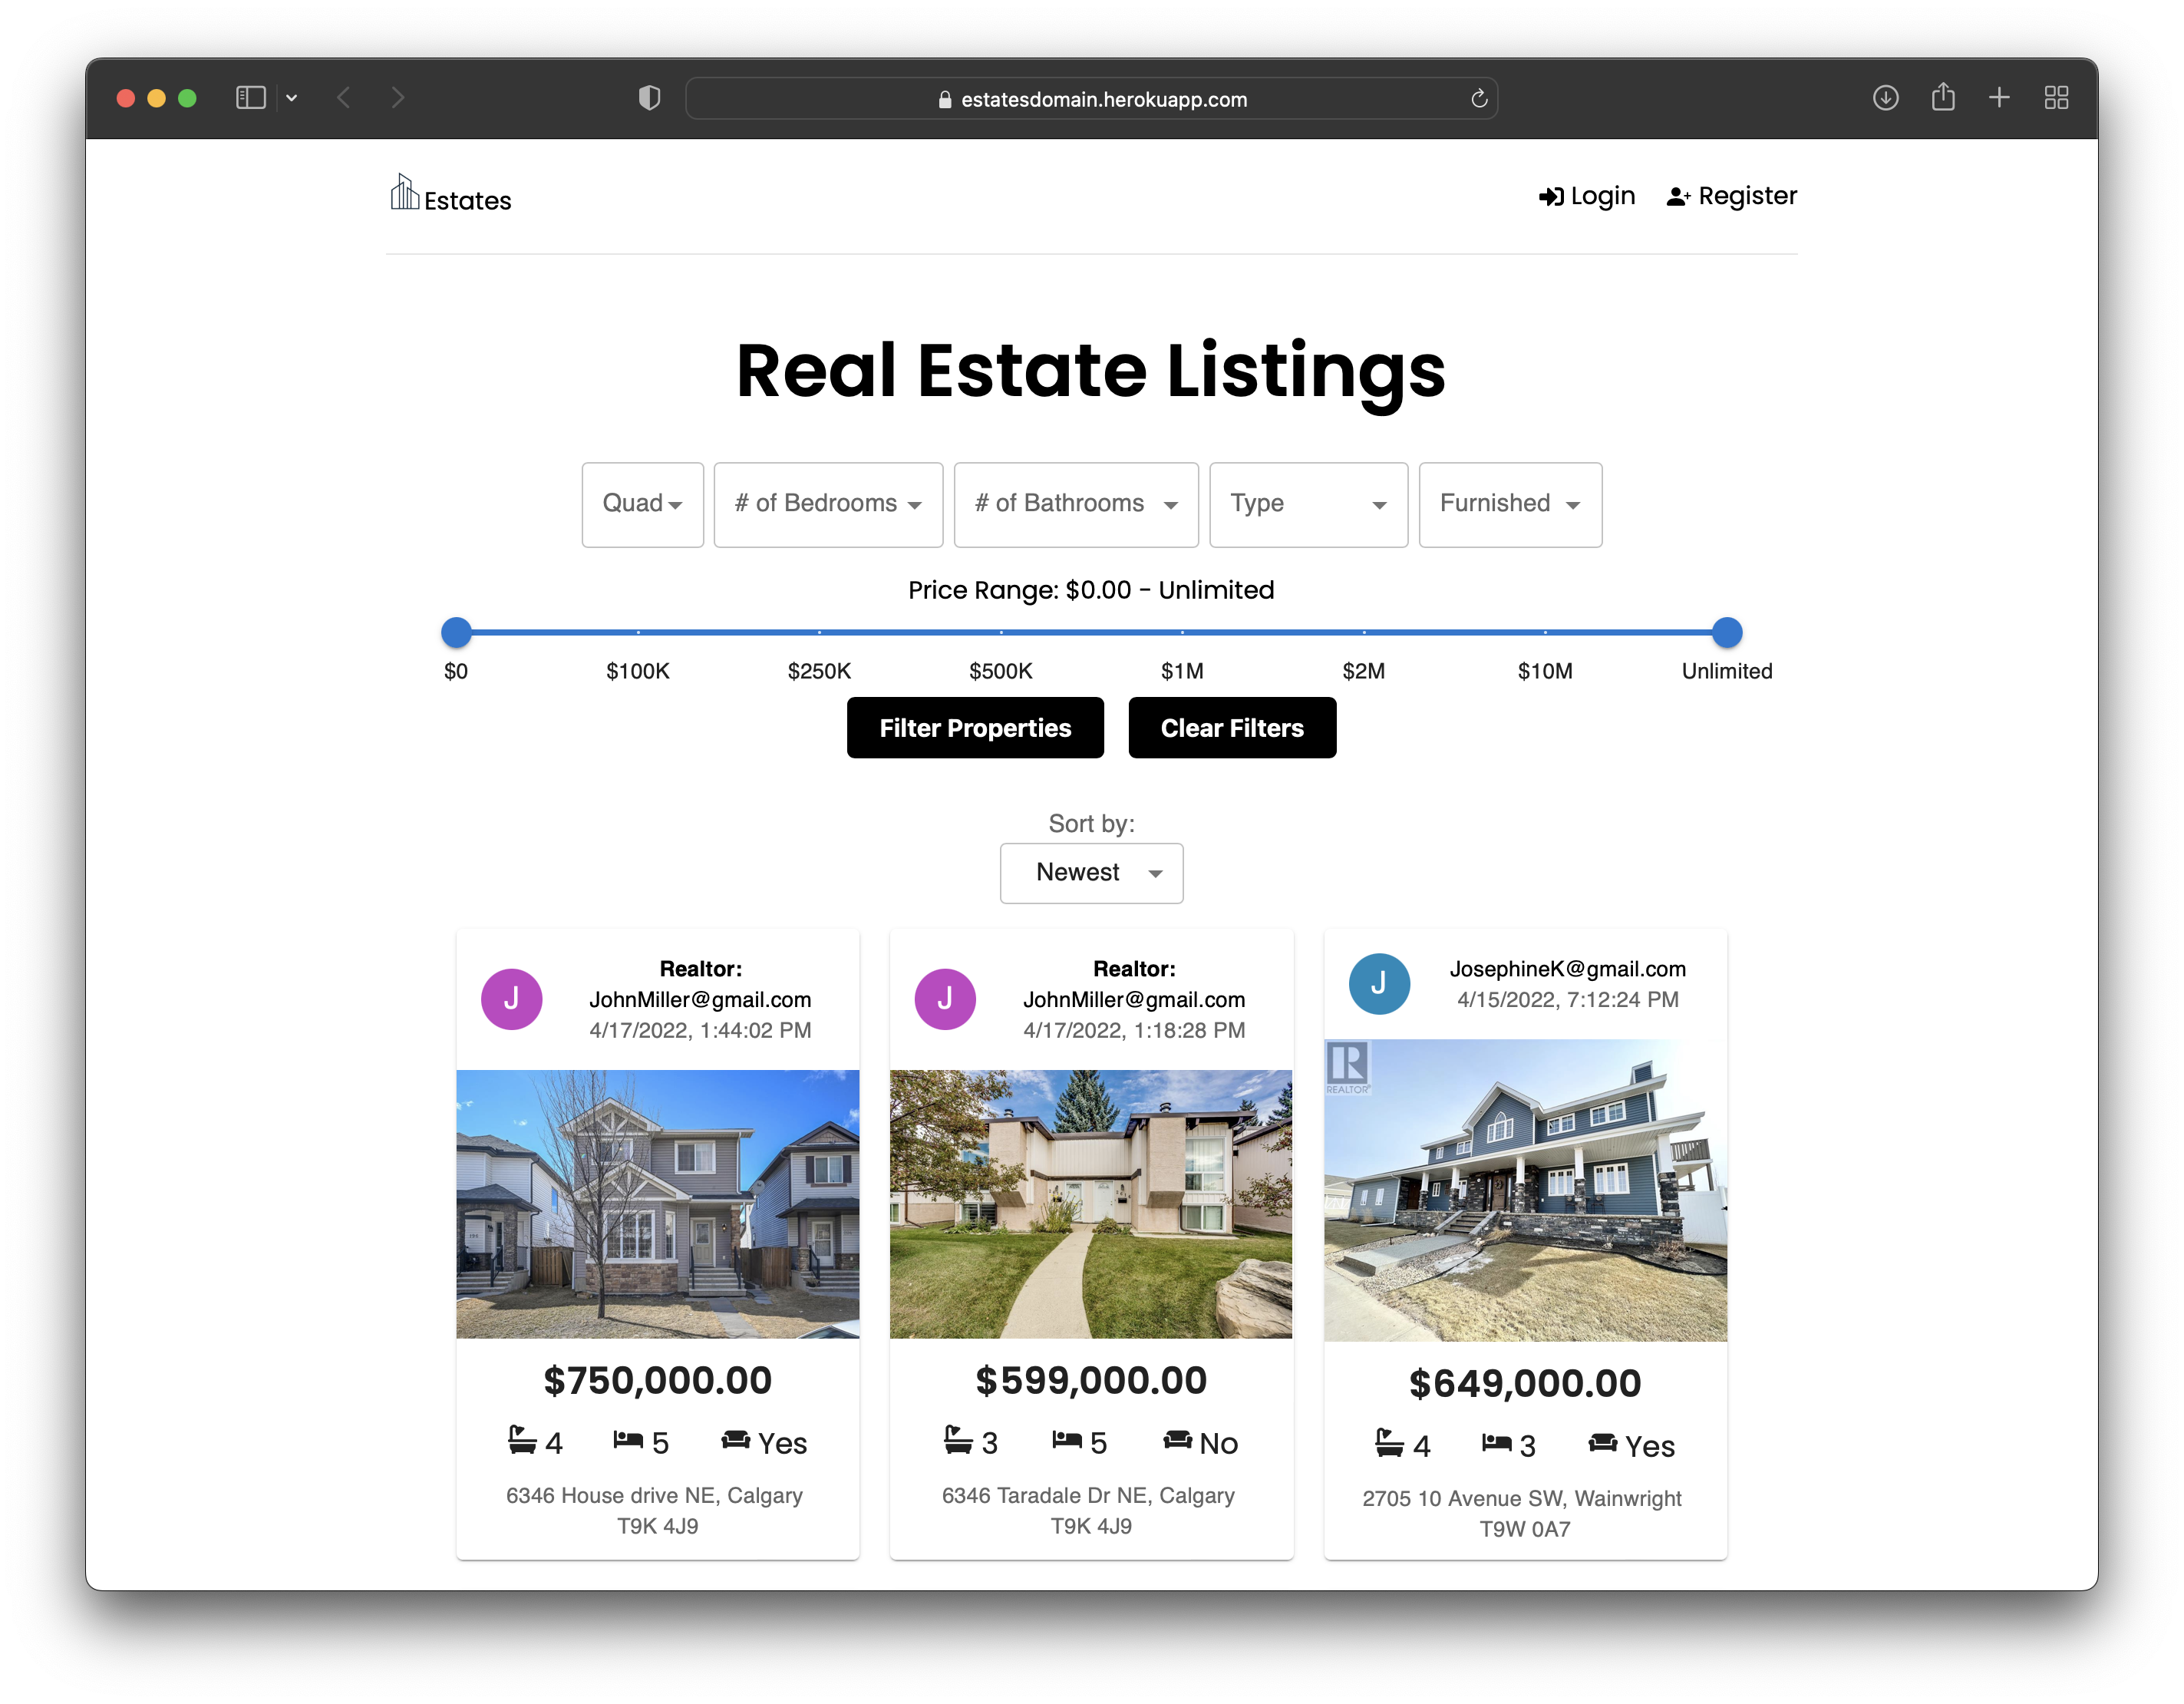 estatesdomain.herokuapp.com
Estates
Login
Register
Real Estate Listings
Quad
# of Bedrooms
# of Bathrooms
Type
Furnished
Price Range: $0.00 - Unlimited
$0
$100K
$250K
$500K
$1M
$2M
$10M
Unlimited
Filter Properties
Clear Filters
Sort by:
Newest
J
Realtor:
JohnMiller@gmail.com
4/17/2022, 1:44:02 PM
$750,000.00
4
5
Yes
6346 House drive NE, Calgary
T9K 4J9
J
Realtor:
JohnMiller@gmail.com
4/17/2022, 1:18:28 PM
$599,000.00
3
5
No
6346 Taradale Dr NE, Calgary
T9K 4J9
J
JosephineK@gmail.com
4/15/2022, 7:12:24 PM
R
REALTOR®
$649,000.00
4
3
Yes
2705 10 Avenue SW, Wainwright
T9W 0A7